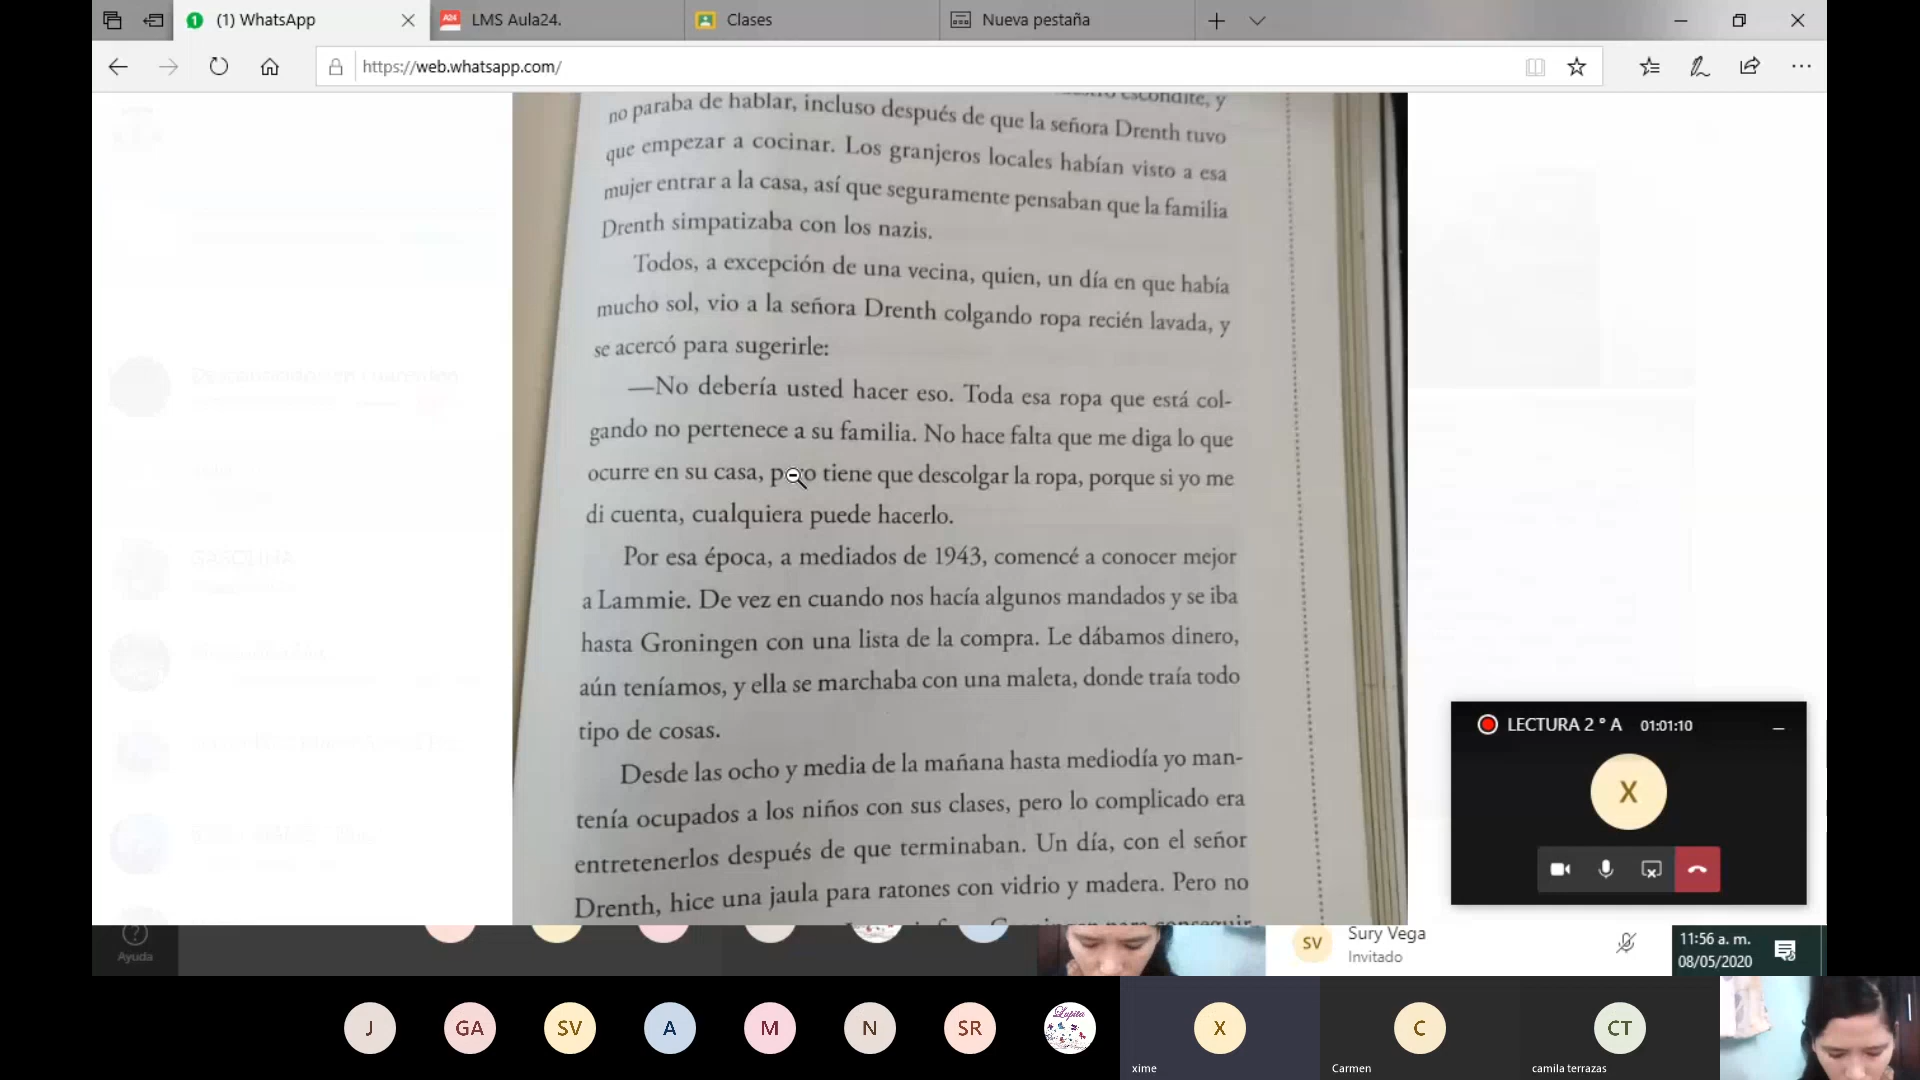 (1) WhatsApp
LMS Aula24.
Clases
Nueva pestaña
https://web.whatsapp.com/
escondite, y
no paraba de hablar, incluso después de que la señora Drenth tuvo
que empezar a cocinar. Los granjeros locales habían visto a esa
mujer entrar a la casa, así que seguramente pensaban que la familia
Drenth simpatizaba con los nazis.
Todos, a excepción de una vecina, quien, un día en que había
mucho sol, vio a la señora Drenth colgando ropa recién lavada, y
se acercó para sugerirle:
—No debería usted hacer eso. Toda esa ropa que está col-
gando no pertenece a su familia. No hace falta que me diga lo que
ocurre en su casa, pero tiene que descolgar la ropa, porque si yo me
di cuenta, cualquiera puede hacerlo.
Por esa época, a mediados de 1943, comencé a conocer mejor
a Lammie. De vez en cuando nos hacía algunos mandados y se iba
hasta Groningen con una lista de la compra. Le dábamos dinero,
aún teníamos, y ella se marchaba con una maleta, donde traía todo
tipo de cosas.
Desde las ocho y media de la mañana hasta mediodía yo man-
tenía ocupados a los niños con sus clases, pero lo complicado era
entretenerlos después de que terminaban. Un día, con el señor
Drenth, hice una jaula para ratones con vidrio y madera. Pero no
conseguir
LECTURA 2 ° A 01:01:10
X
Ayuda
SV
Sury Vega
Invitado
11:56 a. m.
08/05/2020
J
GA
SV
A
M
N
SR
Lupita
X
xime
C
Carmen
CT
camila terrazas